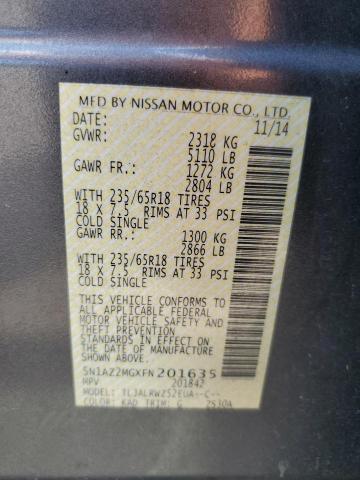 MFD BY NISSAN MOTOR CO., LTD.
DATE: 11/14
GVWR: 2318 KG
5110 LB
GAWR FR.: 1272 KG
2804 LB
WITH 235/65R18 TIRES
18 X 7.5 RIMS AT 33 PSI
COLD SINGLE
GAWR RR.: 1300 KG
2866 LB
WITH 235/65R18 TIRES
18 X 7.5 RIMS AT 33 PSI
COLD SINGLE
THIS VEHICLE CONFORMS TO
ALL APPLICABLE FEDERAL
MOTOR VEHICLE SAFETY AND
THEFT PREVENTION
STANDARDS IN EFFECT ON
THE DATE OF MANUFACTURE
SHOWN ABOVE.
5N1AZ2MGXFN201635
MPV 201842
COLOR: KAD TRIM: G